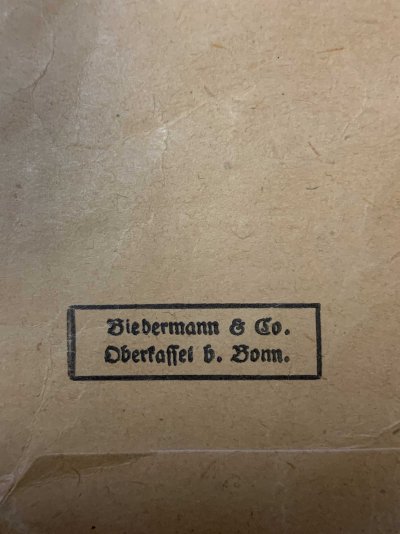 Biedermann & Co.
Oberkassel b. Bonn.